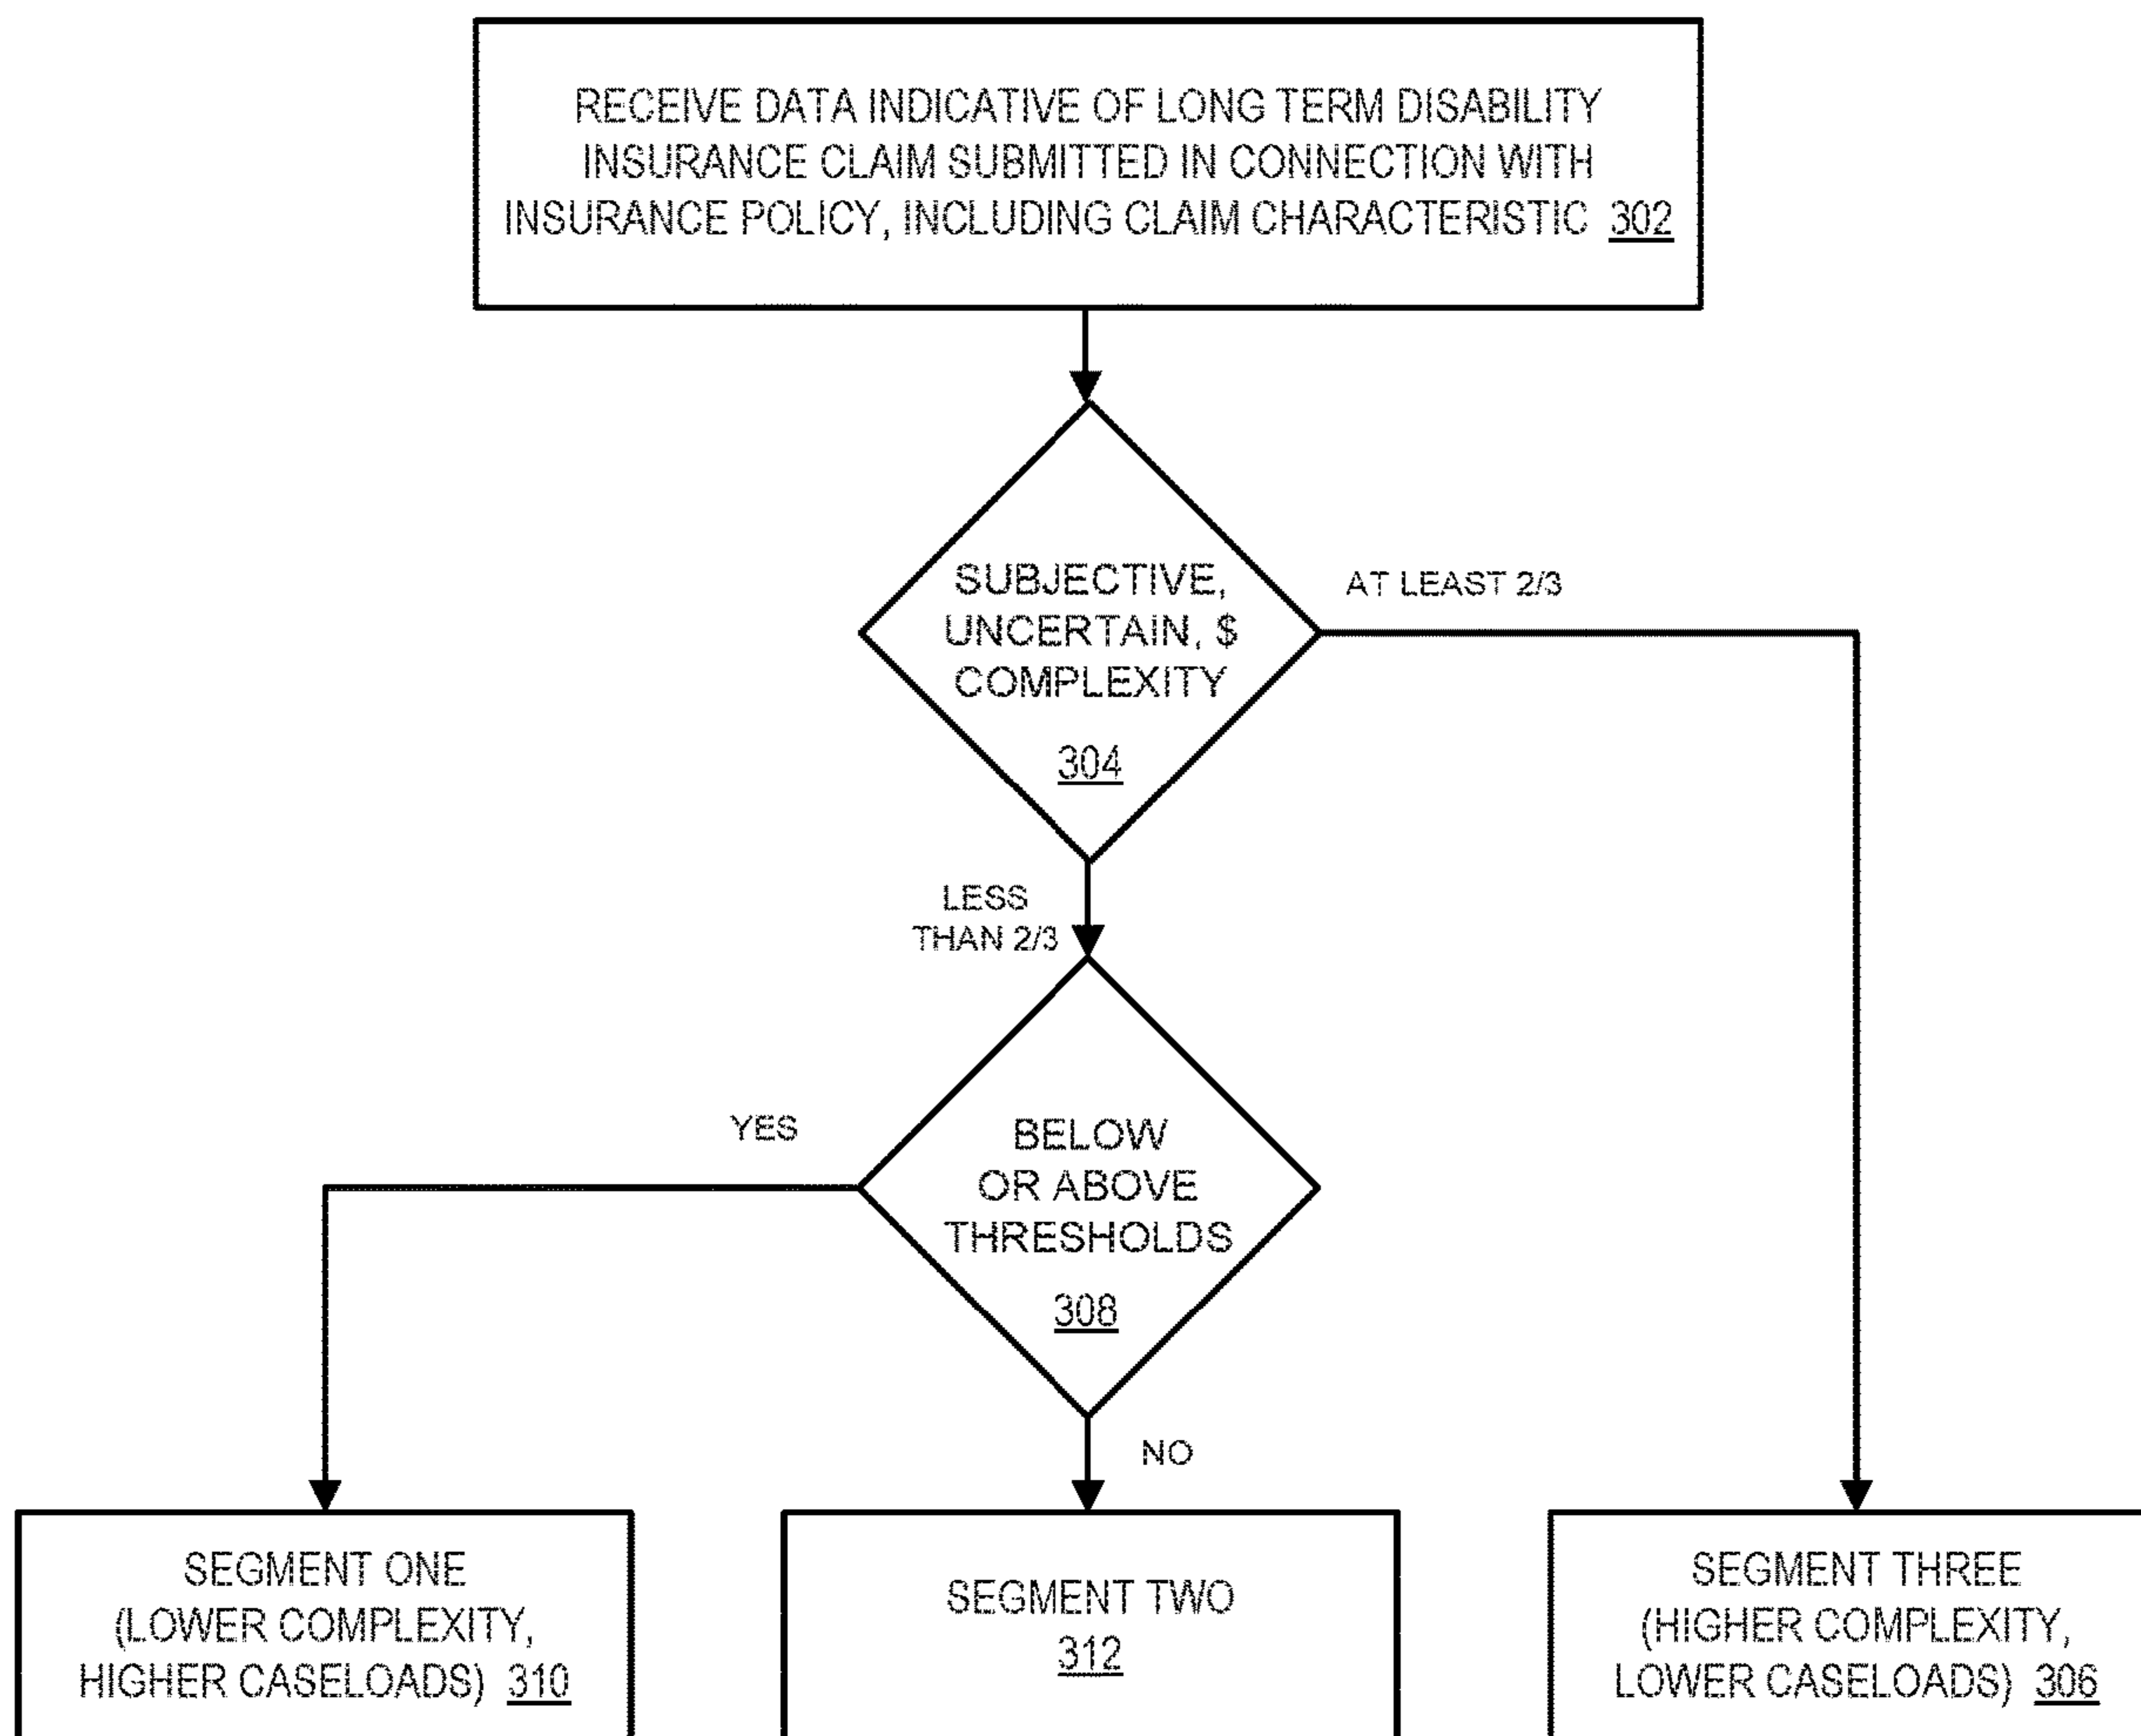 RECEIVE DATA INDICATIVE OF LONG TERM DISABILITY
INSURANCE CLAIM SUBMITTED IN CONNECTION WITH
INSURANCE POLICY, INCLUDING CLAIM CHARACTERISTIC 302
SUBJECTIVE,
UNCERTAIN, $
COMPLEXITY
304
AT LEAST 2/3
LESS
THAN 2/3
YES
BELOW
OR ABOVE
THRESHOLDS
308
NO
SEGMENT ONE
(LOWER COMPLEXITY,
HIGHER CASELOADS) 310
SEGMENT TWO
312
SEGMENT THREE
(HIGHER COMPLEXITY,
LOWER CASELOADS) 306